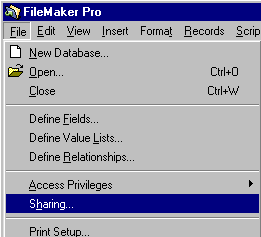 FileMaker Pro
File Edit View Insert Format Records Scrip
New Database...
Open... Ctrl+O
Close Ctrl+W
Define Fields...
Define Value Lists...
Define Relationships...
Access Privileges
Sharing...
Print Setup...